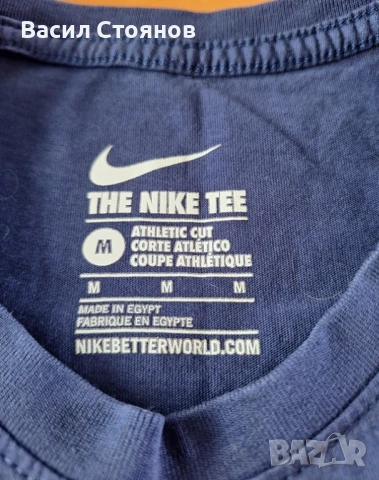 Васил Стоянов
THE NIKE TEE
M
ATHLETIC CUT
CORTE ATLÉTICO
COUPE ATHLÉTIQUE
M M M
MADE IN EGYPT
FABRIQUE EN EGYPTE
NIKEBETTERWORLD.COM
BAZAR